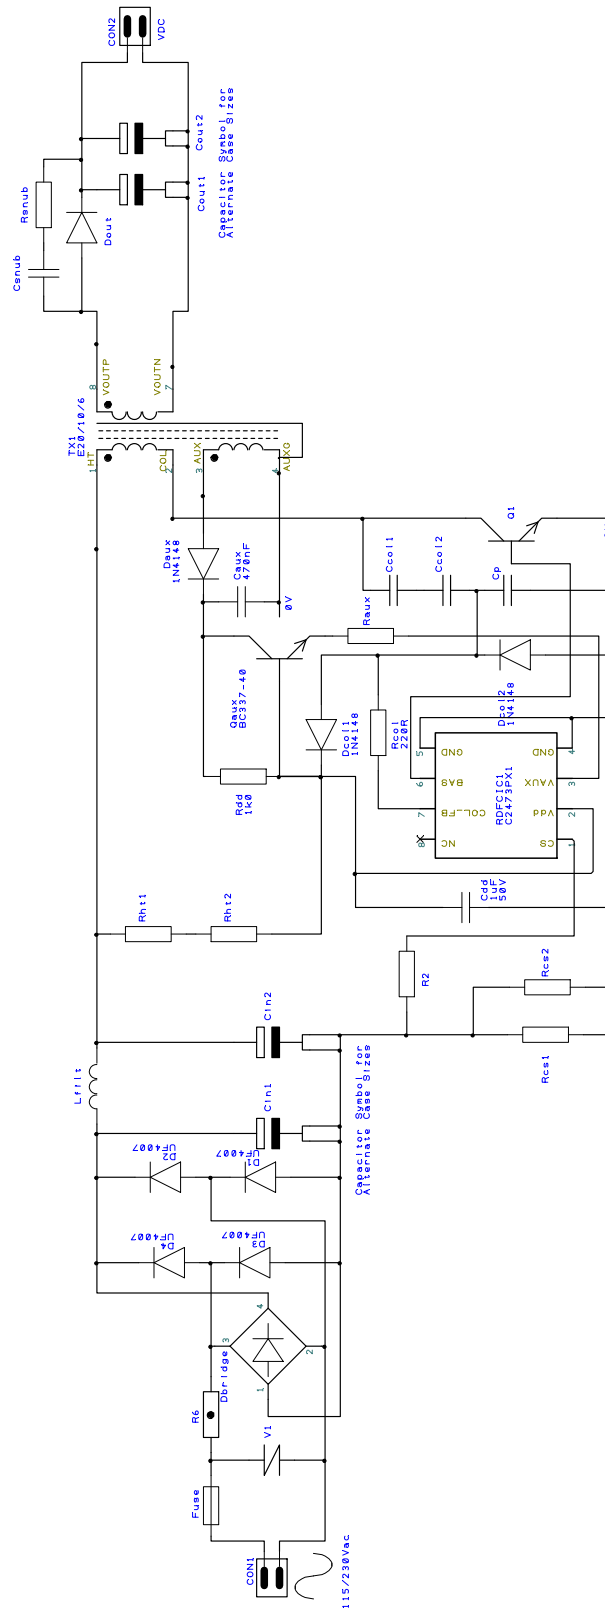 CON2
VDC
Cout2
Capacitor Symbol for
Alternate Case Sizes
Rsnub
Cout1
Dout
Csnub
VOUTP
8
VOUTN
7
TX1
E20/10/6
HT
1
COL
2
AUX
3
AUXG
4
Q1
Daux
1N4148
Caux
470nF
0V
Ccol1
Ccol2
Cp
Raux
Qaux
BC337-40
Dcol1
1N4148
Rcol
220R
Dcol2
1N4148
5
GND
GND
4
6
BAS
VAUX
3
7
COL_FB
Vdd
2
8
NC
CS
1
RDFCIC1
C2473PX1
Rdd
1k0
Cdd
1uF
50V
Rht1
Rht2
R2
Rcs2
Rcs1
Cin2
Lfilt
Cin1
Capacitor Symbol for
Alternate Case Sizes
D2
UF4007
D1
UF4007
D4
UF4007
D3
UF4007
4
3
2
1
Dbridge
R6
V1
Fuse
CON1
115/230Vac